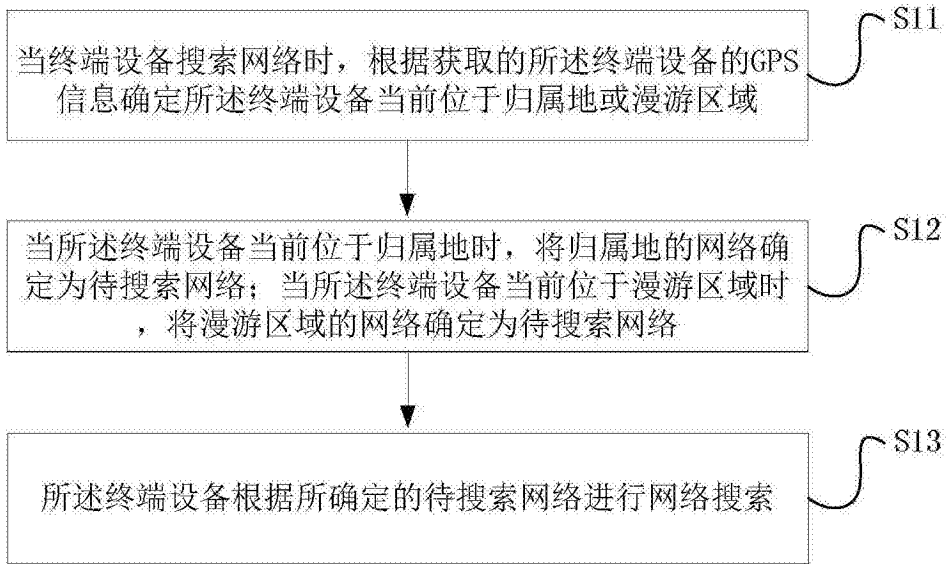 S11
当终端设备搜索网络时，根据获取的所述终端设备的GPS
信息确定所述终端设备当前位于归属地或漫游区域
S12
当所述终端设备当前位于归属地时，将归属地的网络确
定为待搜索网络；当所述终端设备当前位于漫游区域时
，将漫游区域的网络确定为待搜索网络
S13
所述终端设备根据所确定的待搜索网络进行网络搜索